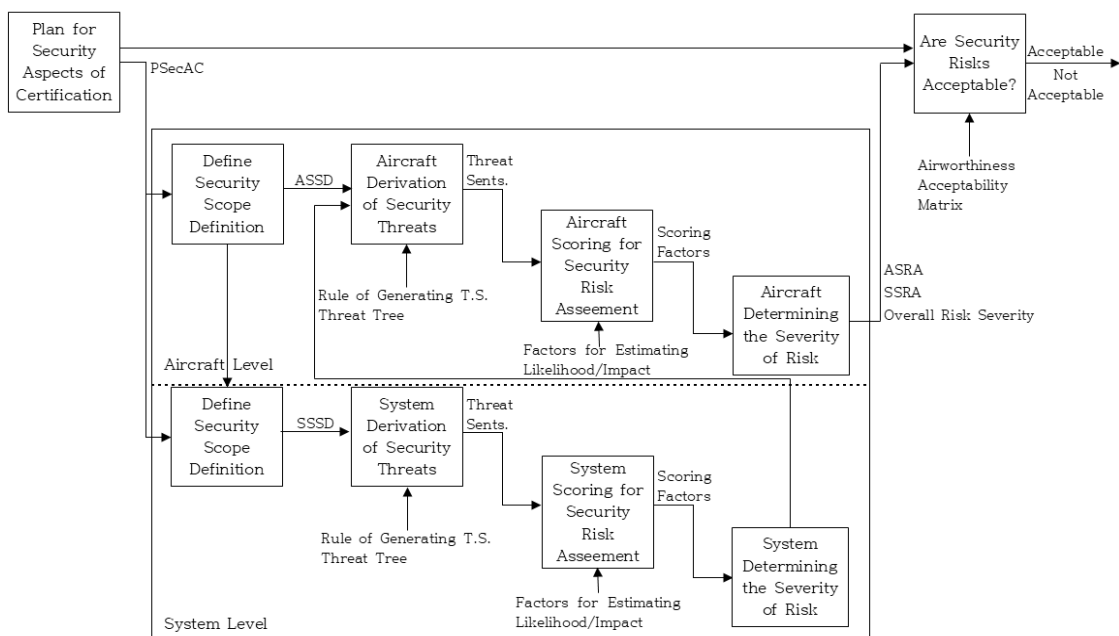 Plan for
Security
Aspects of
Certification
PSecAC
Are Security
Risks
Acceptable?
Acceptable
Not
Acceptable
Airworthiness
Acceptability
Matrix
Define
Security
Scope
Definition
ASSD
Aircraft
Derivation
of Security
Threats
Threat
Sents.
Rule of Generating T.S.
Threat Tree
Aircraft
Scoring for
Security
Risk
Asseement
Scoring
Factors
Factors for Estimating
Likelihood/Impact
Aircraft
Determining
the Severity
of Risk
ASRA
SSRA
Overall Risk Severity
Aircraft Level
Define
Security
Scope
Definition
SSSD
System
Derivation
of Security
Threats
Threat
Sents.
Rule of Generating T.S.
Threat Tree
System
Scoring for
Security
Risk
Asseement
Scoring
Factors
Factors for Estimating
Likelihood/Impact
System
Determining
the Severity
of Risk
System Level